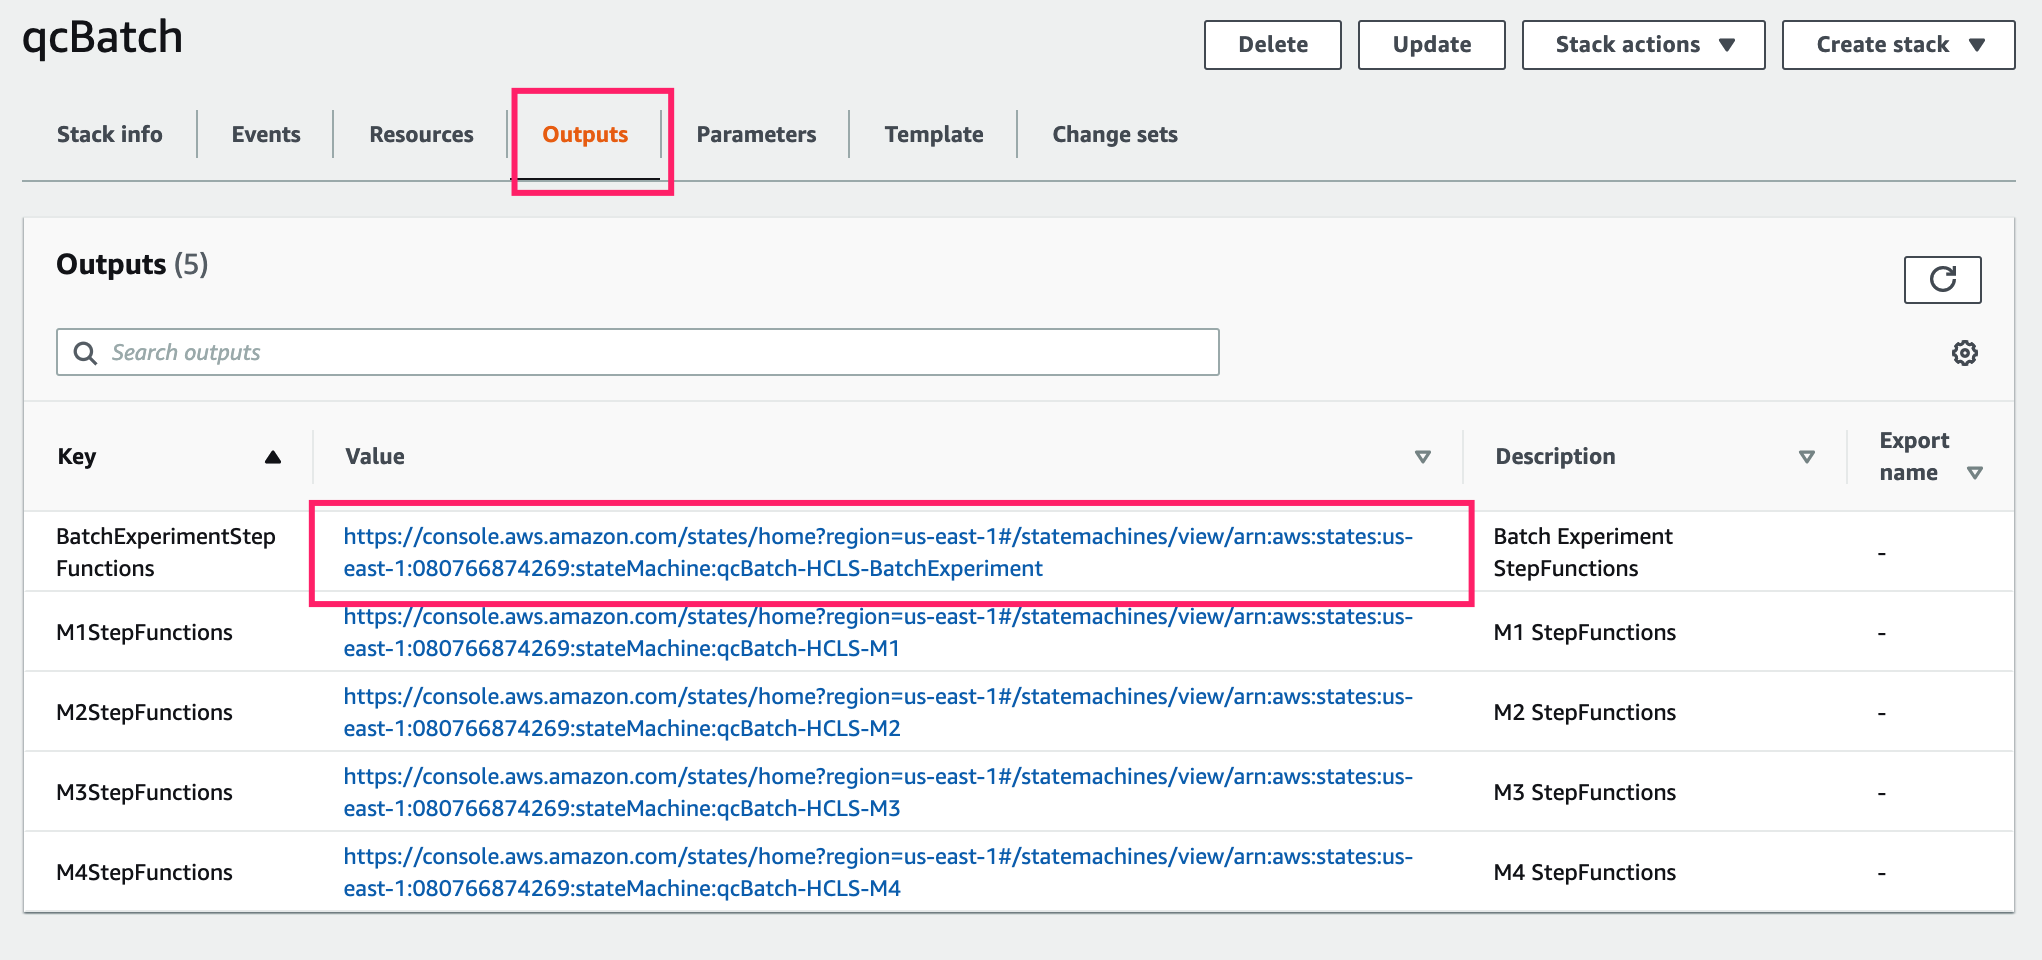 qcBatch
Delete
Update
Stack actions
Create stack
Stack info
Events
Resources
Outputs
Parameters
Template
Change sets
Outputs (5)
Search outputs
Key
Value
Description
Export
name
BatchExperimentStep
Functions
https://console.aws.amazon.com/states/home?region=us-east-1#/statemachines/view/arn:aws:states:us-
east-1:080766874269:stateMachine:qcBatch-HCLS-BatchExperiment
Batch Experiment
StepFunctions
-
M1StepFunctions
https://console.aws.amazon.com/states/home?region=us-east-1#/statemachines/view/arn:aws:states:us-
east-1:080766874269:stateMachine:qcBatch-HCLS-M1
M1 StepFunctions
-
M2StepFunctions
https://console.aws.amazon.com/states/home?region=us-east-1#/statemachines/view/arn:aws:states:us-
east-1:080766874269:stateMachine:qcBatch-HCLS-M2
M2 StepFunctions
-
M3StepFunctions
https://console.aws.amazon.com/states/home?region=us-east-1#/statemachines/view/arn:aws:states:us-
east-1:080766874269:stateMachine:qcBatch-HCLS-M3
M3 StepFunctions
-
M4StepFunctions
https://console.aws.amazon.com/states/home?region=us-east-1#/statemachines/view/arn:aws:states:us-
east-1:080766874269:stateMachine:qcBatch-HCLS-M4
M4 StepFunctions
-